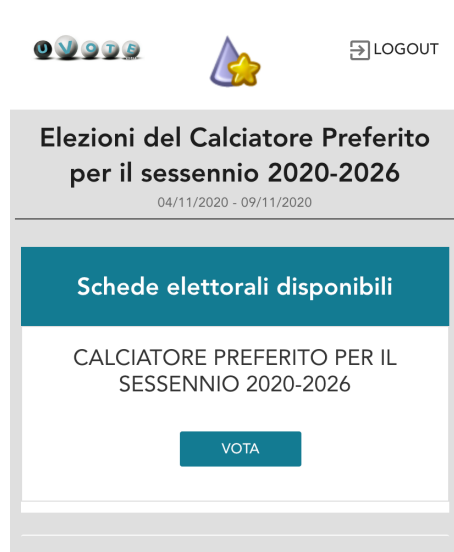 UVOTE
LOGOUT
Elezioni del Calciatore Preferito
per il sessennio 2020-2026
04/11/2020 - 09/11/2020
Schede elettorali disponibili
CALCIATORE PREFERITO PER IL
SESSENNIO 2020-2026
VOTA